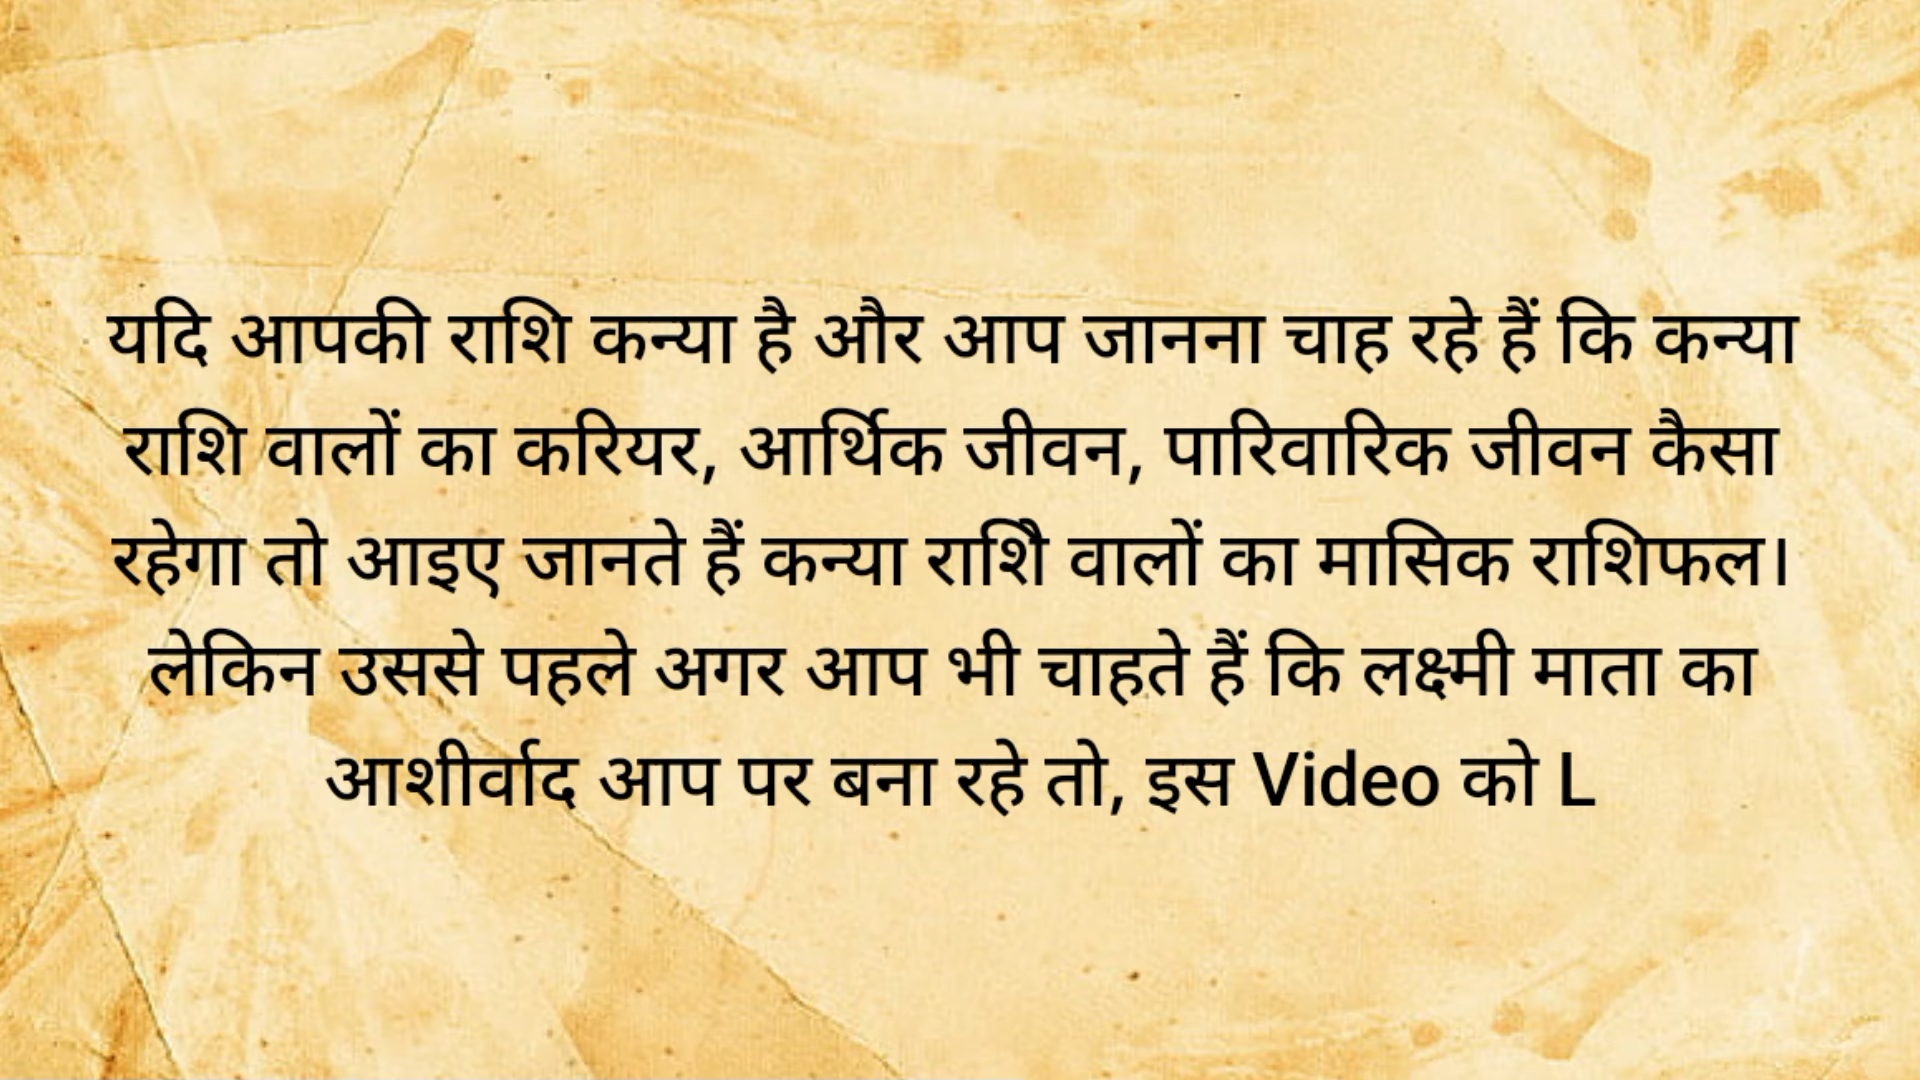 यदि आपकी राशि कन्या है और आप जानना चाह रहे हैं कि कन्या
राशि वालों का करियर, आर्थिक जीवन, पारिवारिक जीवन कैसा
रहेगा तो आइए जानते हैं कन्या राशिे वालों का मासिक राशिफल।
लेकिन उससे पहले अगर आप भी चाहते हैं कि लक्ष्मी माता का
आशीर्वाद आप पर बना रहे तो, इस Video को L